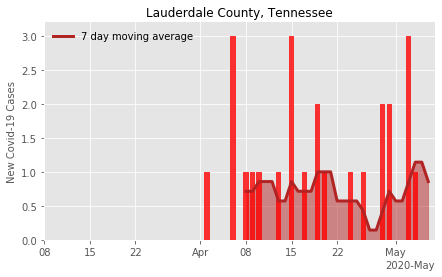 Lauderdale County, Tennessee
7 day moving average
New Covid-19 Cases
3.0
2.5
2.0
1.5
1.0
0.5
0.0
08 15 22 Apr 08 15 22 May
2020-May